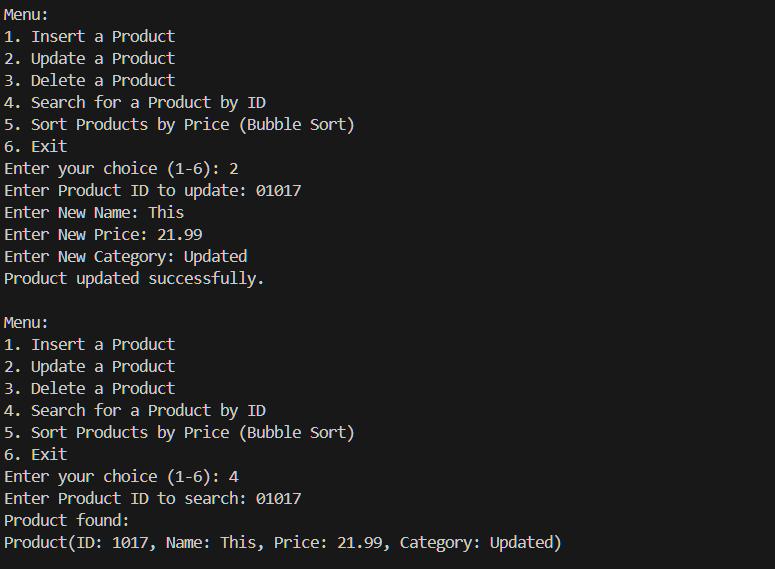 Menu:
1. Insert a Product
2. Update a Product
3. Delete a Product
4. Search for a Product by ID
5. Sort Products by Price (Bubble Sort)
6. Exit
Enter your choice (1-6): 2
Enter Product ID to update: 01017
Enter New Name: This
Enter New Price: 21.99
Enter New Category: Updated
Product updated successfully.

Menu:
1. Insert a Product
2. Update a Product
3. Delete a Product
4. Search for a Product by ID
5. Sort Products by Price (Bubble Sort)
6. Exit
Enter your choice (1-6): 4
Enter Product ID to search: 01017
Product found:
Product(ID: 1017, Name: This, Price: 21.99, Category: Updated)